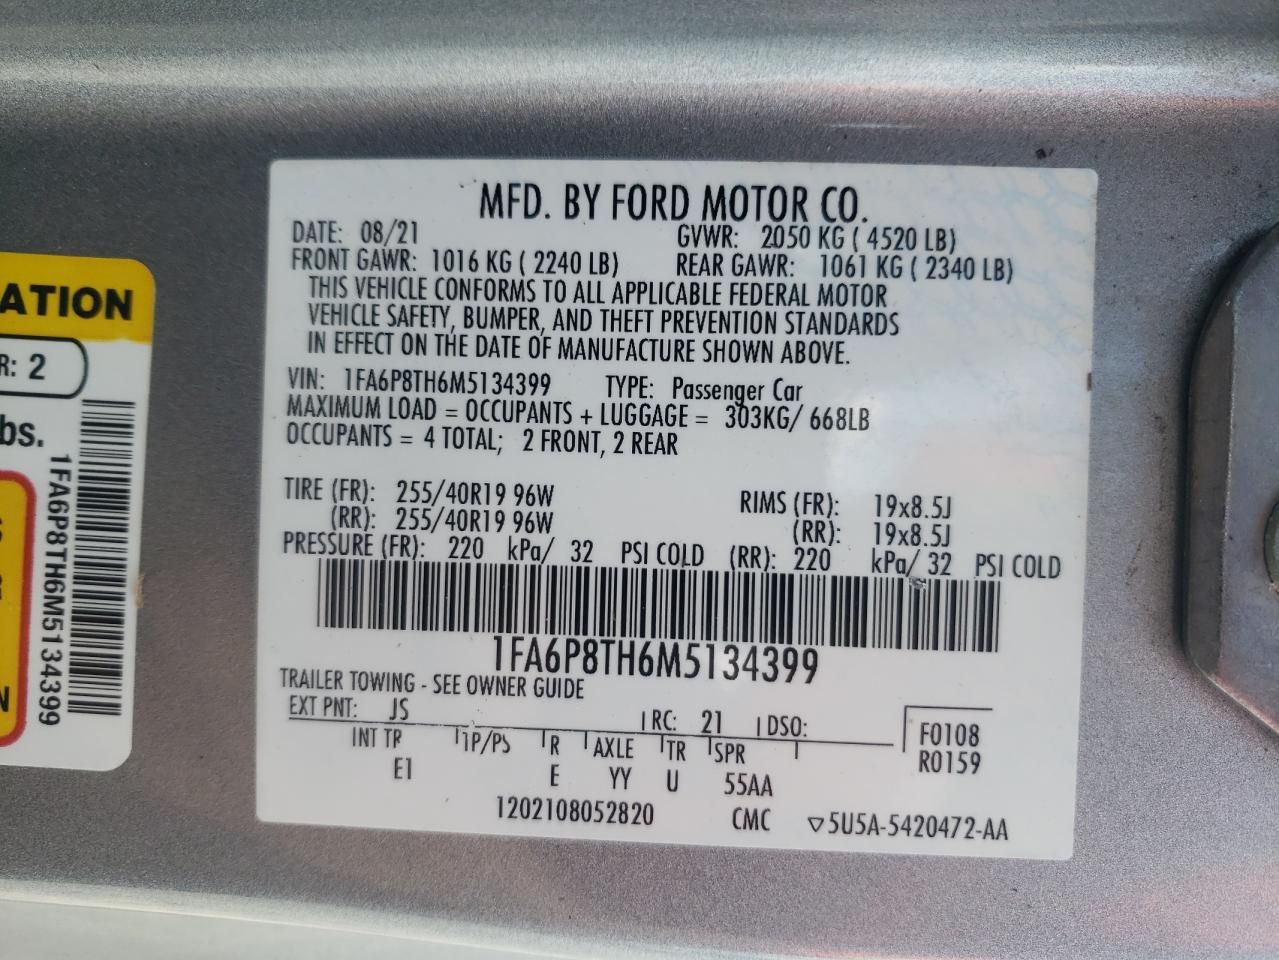 MFD. BY FORD MOTOR CO.
DATE: 08/21 GVWR: 2050 KG ( 4520 LB)
FRONT GAWR: 1016 KG ( 2240 LB) REAR GAWR: 1061 KG ( 2340 LB)
THIS VEHICLE CONFORMS TO ALL APPLICABLE FEDERAL MOTOR
VEHICLE SAFETY, BUMPER, AND THEFT PREVENTION STANDARDS
IN EFFECT ON THE DATE OF MANUFACTURE SHOWN ABOVE.
VIN: 1FA6P8TH6M5134399 TYPE: Passenger Car
MAXIMUM LOAD = OCCUPANTS + LUGGAGE = 303KG/ 668LB
OCCUPANTS = 4 TOTAL; 2 FRONT, 2 REAR
TIRE (FR): 255/40R19 96W RIMS (FR): 19x8.5J
(RR): 255/40R19 96W (RR): 19x8.5J
PRESSURE (FR): 220 kPa/ 32 PSI COLD (RR): 220 kPa/ 32 PSI COLD
1FA6P8TH6M5134399
TRAILER TOWING - SEE OWNER GUIDE
EXT PNT: JS RC: 21 DSO: F0108
INT TR TP/PS R AXLE TR SPR R0159
E1 E YY U 55AA
1202108052820 CMC ▽5U5A-5420472-AA
ATION
R: 2
bs.
1FA6P8TH6M5134399
N